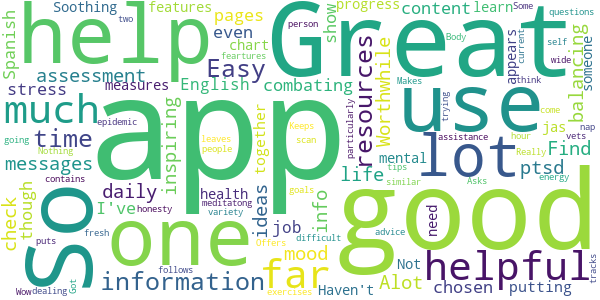 Soothing
features
pages
progress
show
content
learn
Some
questions
two
person
Spanish
help
Great
appears
someone
balancing
even
chart
feartures
Body
current
self
wide
think
assessment
Easy
resources
Worthwhile
stress
measures
English
combating
use
Makes
much
app
epidemic
inspiring
together
particularly
trying
come
time
jas
nap
going
Nothing
leaves
people
keeps
scan
lot
assistance
hour
Really
vets
Find
messages
contains
mental
tips
ptsd
energy
so
daily
health
meditatong
goals
life
similar
Asks
check
though
I've
honesty
variety
ideas
info
good
need
advice
one
job
Offers
difficult
helpful
puts
fresh
far
mood
Not
Alot
chosen
putting
tracks
Wow
dealing
Got
follows
information
exercises
Haven't